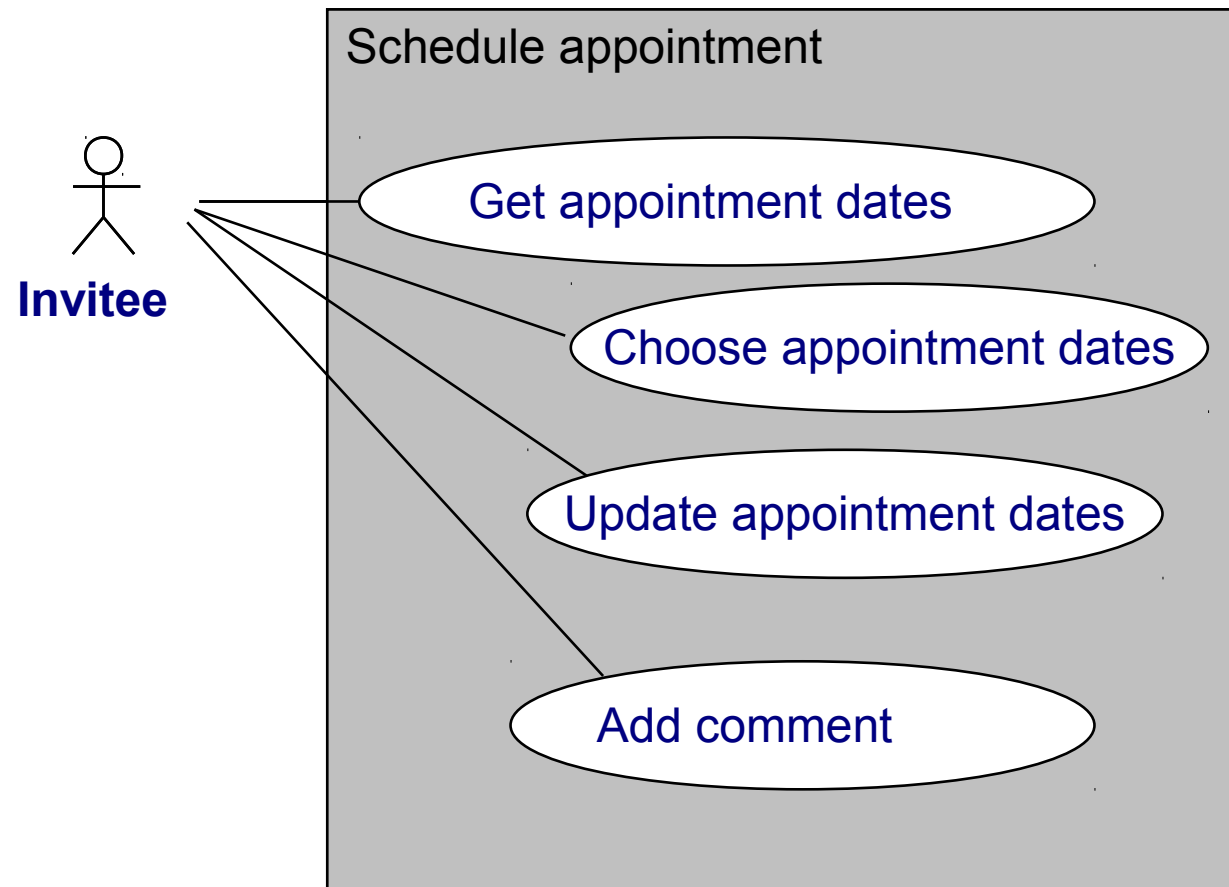 Schedule appointment
Get appointment dates
Invitee
Choose appointment dates
Update appointment dates
Add comment